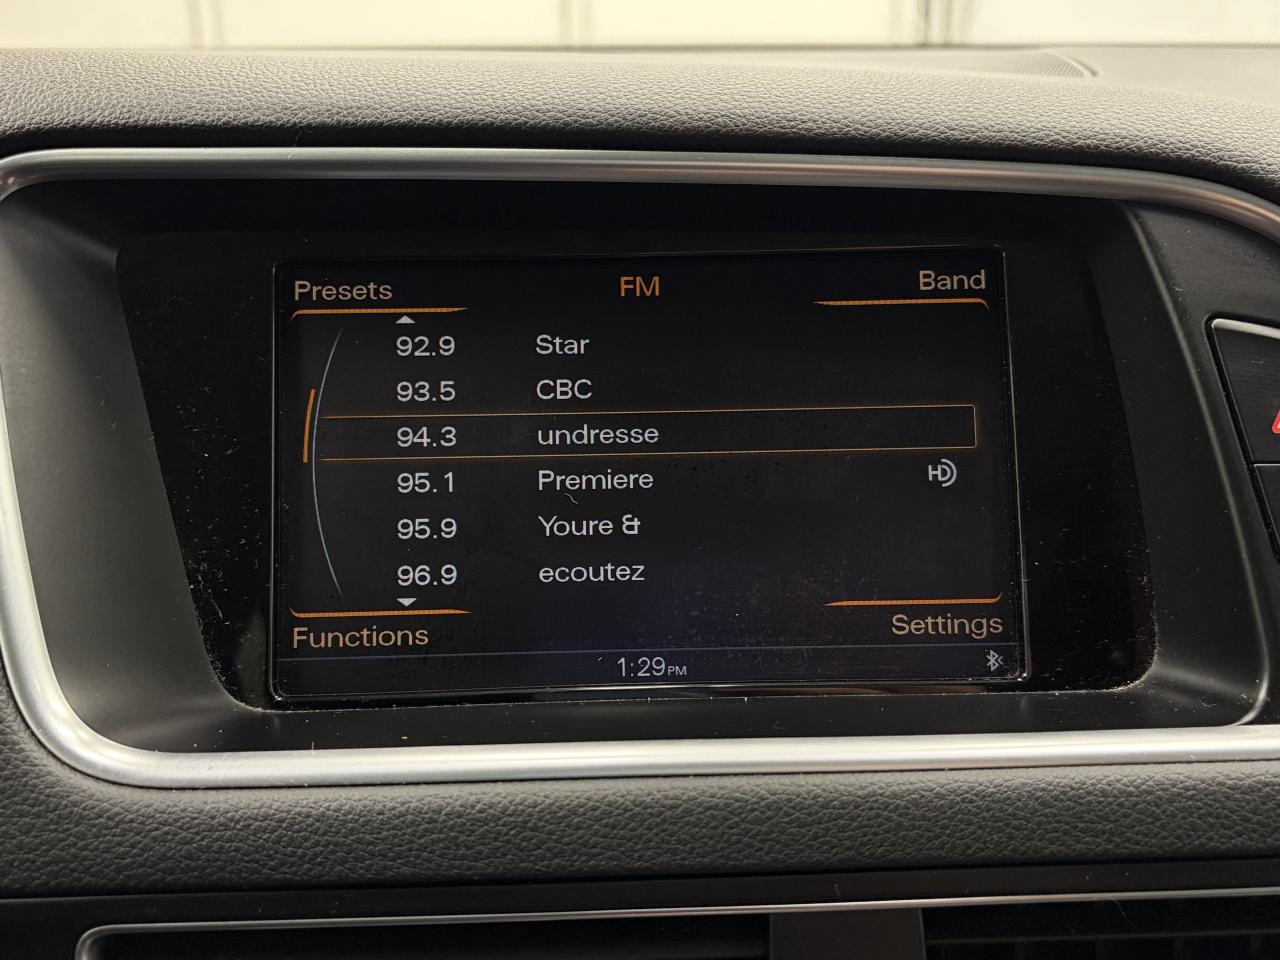 Presets FM Band
92.9 Star
93.5 CBC
94.3 undresse
95.1 Premiere HD
95.9 Youre &
96.9 ecoutez
Functions Settings
1:29PM